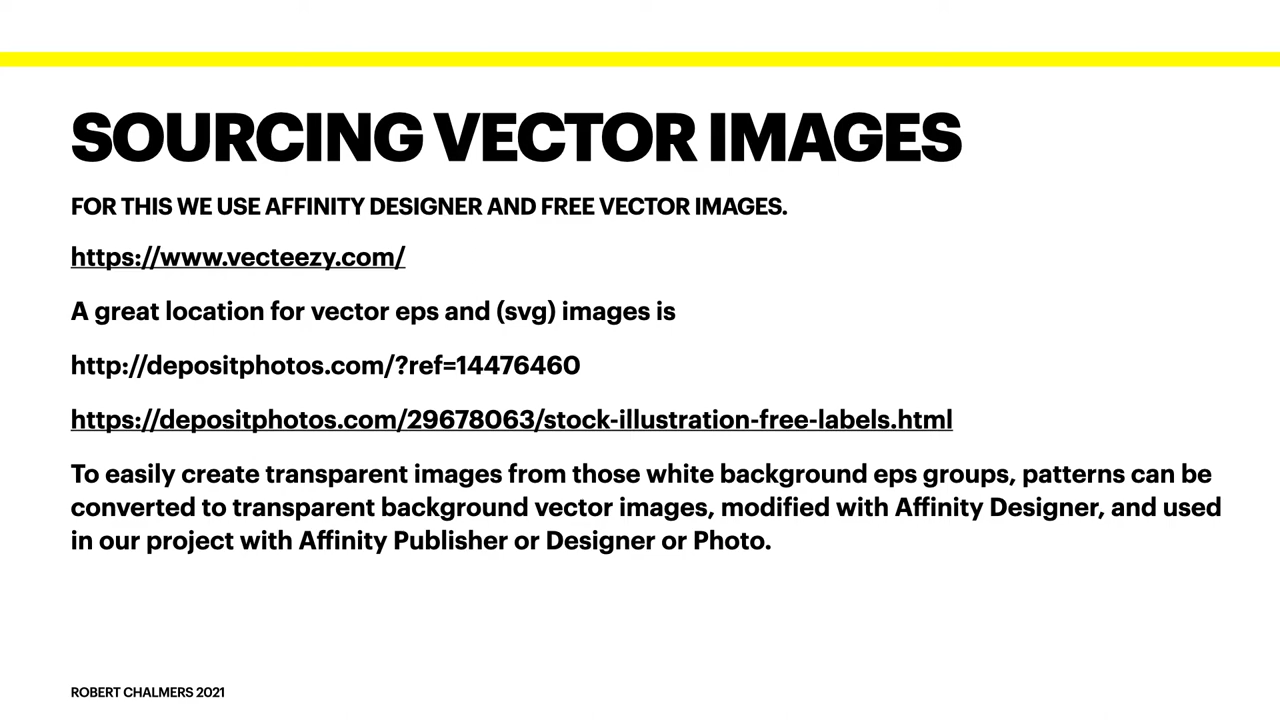 SOURCING VECTOR IMAGES
FOR THIS WE USE AFFINITY DESIGNER AND FREE VECTOR IMAGES.
https://www.vecteezy.com/
A great location for vector eps and (svg) images is
http://depositphotos.com/?ref=14476460
https://depositphotos.com/29678063/stock-illustration-free-labels.html
To easily create transparent images from those white background eps groups, patterns can be
converted to transparent background vector images, modified with Affinity Designer, and used
in our project with Affinity Publisher or Designer or Photo.
ROBERT CHALMERS 2021